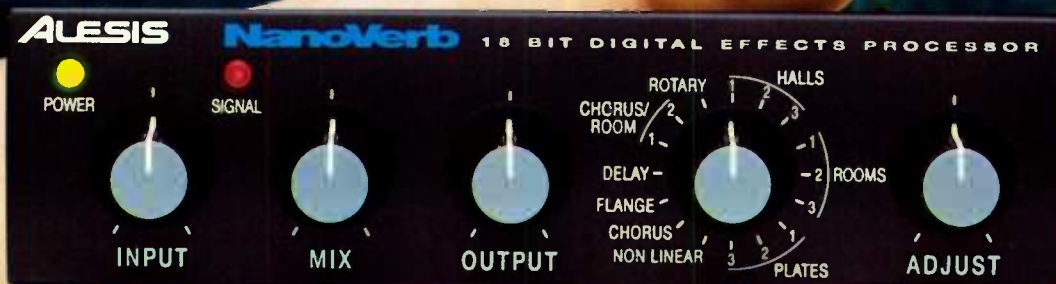 ALESIS NanoVerb 18 BIT DIGITAL EFFECTS PROCESSOR
POWER
SIGNAL
INPUT
MIX
OUTPUT
ROTARY
CHORUS/
ROOM
2
1
DELAY
FLANGE
CHORUS
NON LINEAR
HALLS
1
2
3
ROOMS
1
2
3
PLATES
1
2
3
ADJUST